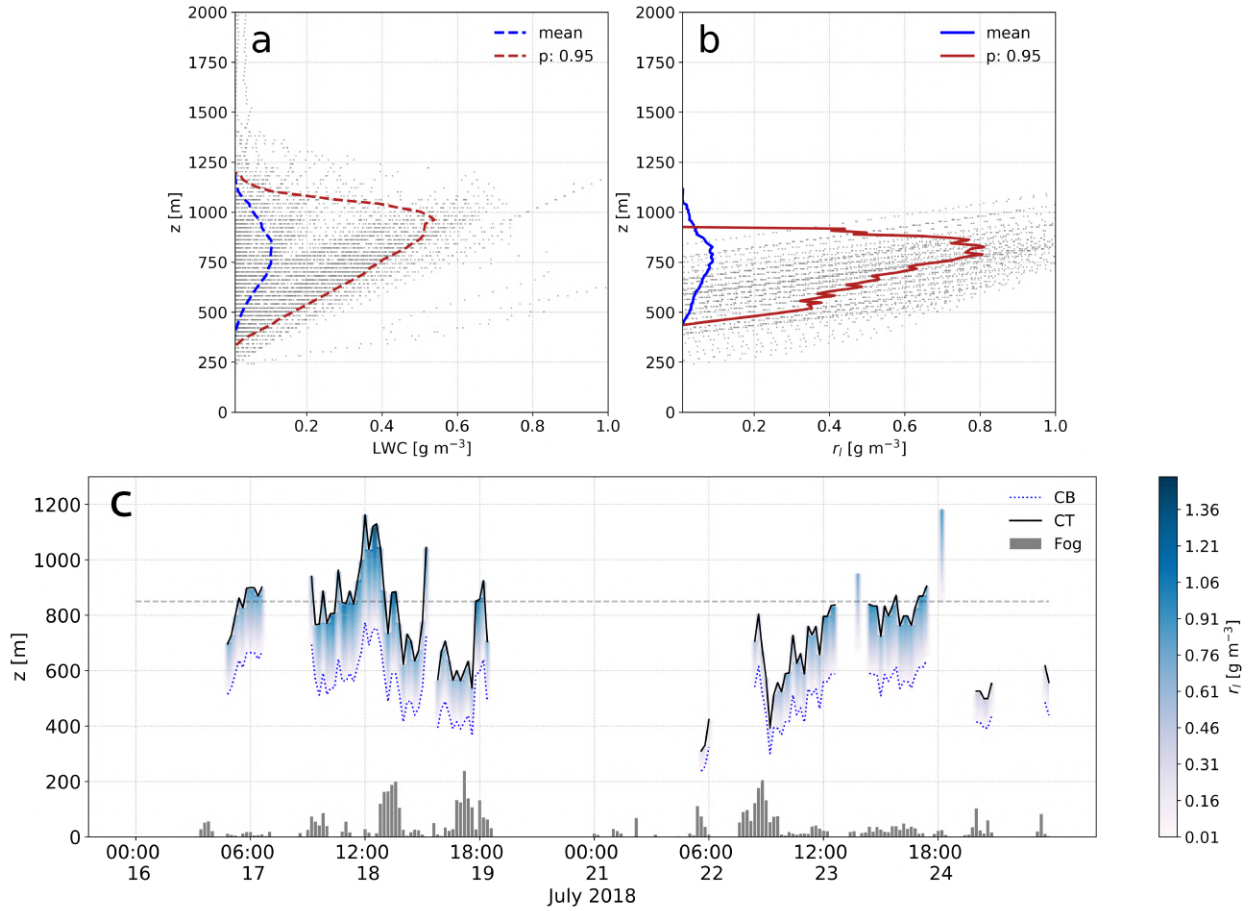 a
mean
p: 0.95
2000
1750
1500
1250
1000
750
500
250
0
z [m]
0.2 0.4 0.6 0.8 1.0
LWC [g m⁻³]
b
mean
p: 0.95
2000
1750
1500
1250
1000
750
500
250
0
z [m]
0.2 0.4 0.6 0.8 1.0
rₗ [g m⁻³]
c
CB
CT
Fog
1200
1000
800
600
400
200
0
z [m]
00:00 06:00 12:00 18:00 00:00 06:00 12:00 18:00
16 17 18 19 21 22 23 24
July 2018
1.36
1.21
1.06
0.91
0.76
0.61
0.46
0.31
0.16
0.01
rₗ [g m⁻³]